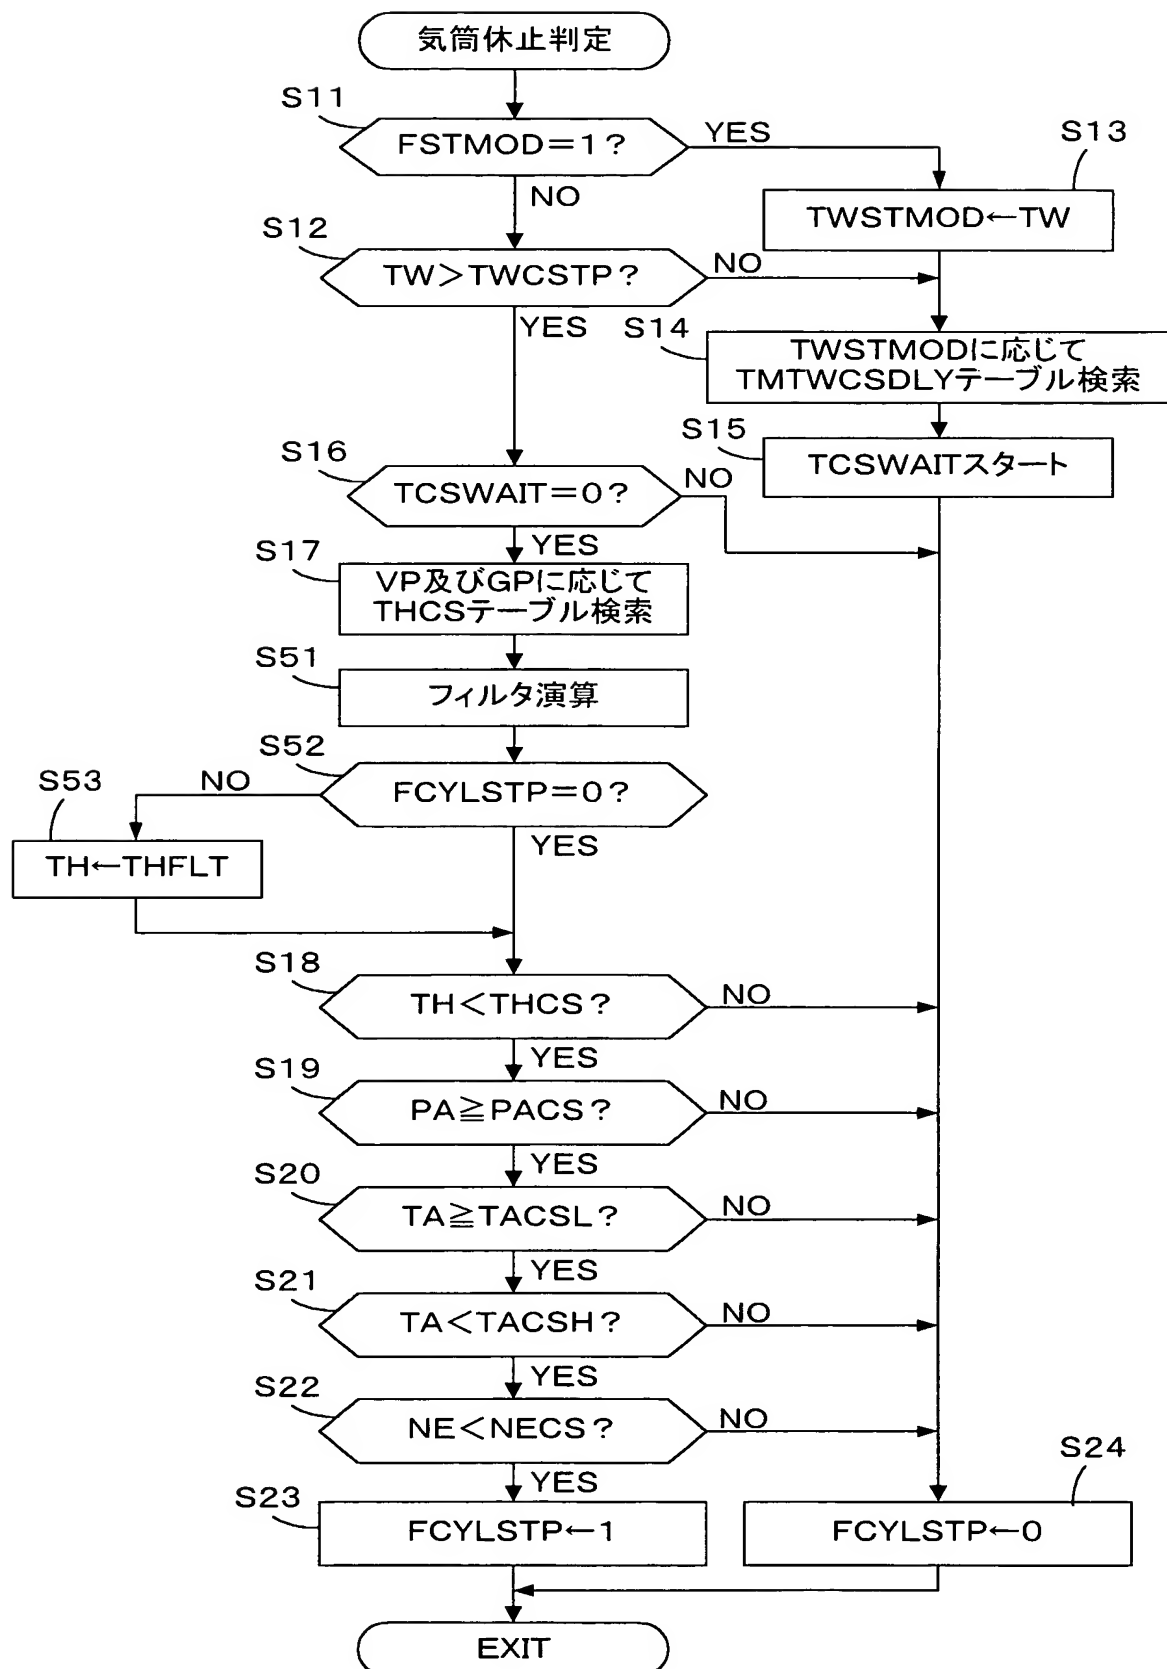 気筒休止判定
S11
FSTMOD=1?
YES
S13
NO
TWSTMOD←TW
S12
TW>TWCSTP?
NO
YES
S14
TWSTMODに応じて
TMTWCSDLYテーブル検索
S15
TCSWAITスタート
S16
TCSWAIT=0?
NO
YES
S17
VP及びGPに応じて
THCSテーブル検索
S51
フィルタ演算
S52
FCYLSTP=0?
NO
S53
YES
TH←THFLT
S18
TH<THCS?
NO
YES
S19
PA≧PACS?
NO
YES
S20
TA≧TACSL?
NO
YES
S21
TA<TACSH?
NO
YES
S22
NE<NECS?
NO
YES
S24
S23
FCYLSTP←1
FCYLSTP←0
EXIT